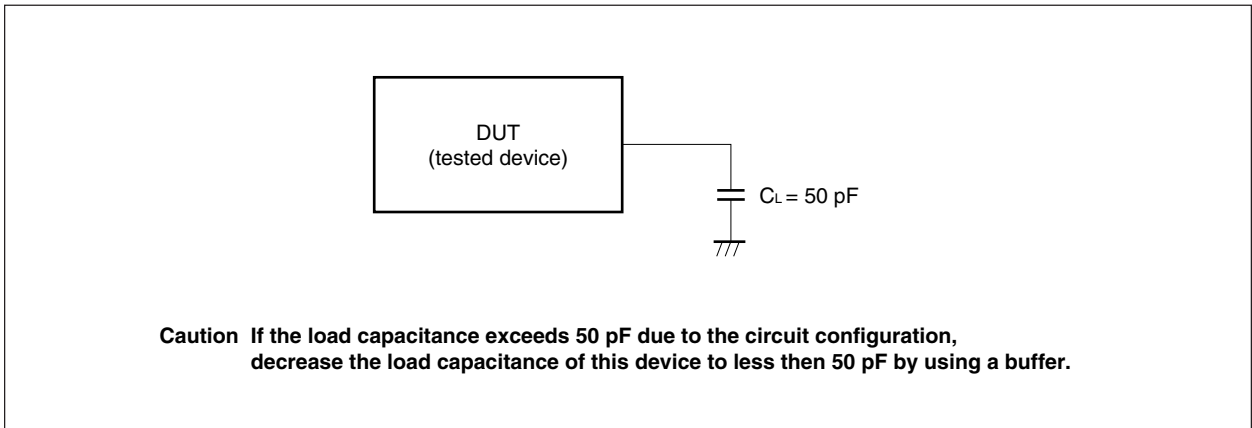 DUT
(tested device)
CL = 50 pF
Caution If the load capacitance exceeds 50 pF due to the circuit configuration,
decrease the load capacitance of this device to less then 50 pF by using a buffer.